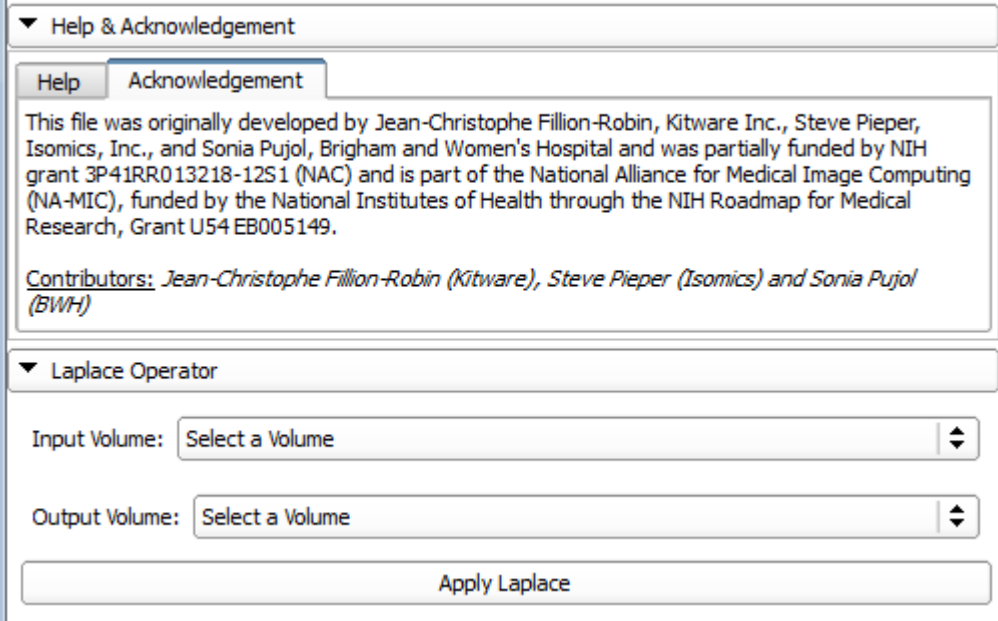 Help & Acknowledgement
Help
Acknowledgement
This file was originally developed by Jean-Christophe Fillion-Robin, Kitware Inc., Steve Pieper,
Isomics, Inc., and Sonia Pujol, Brigham and Women's Hospital and was partially funded by NIH
grant 3P41RR013218-12S1 (NAC) and is part of the National Alliance for Medical Image Computing
(NA-MIC), funded by the National Institutes of Health through the NIH Roadmap for Medical
Research, Grant U54 EB005149.
Contributors: Jean-Christophe Fillion-Robin (Kitware), Steve Pieper (Isomics) and Sonia Pujol
(BWH)
Laplace Operator
Input Volume: Select a Volume
Output Volume: Select a Volume
Apply Laplace